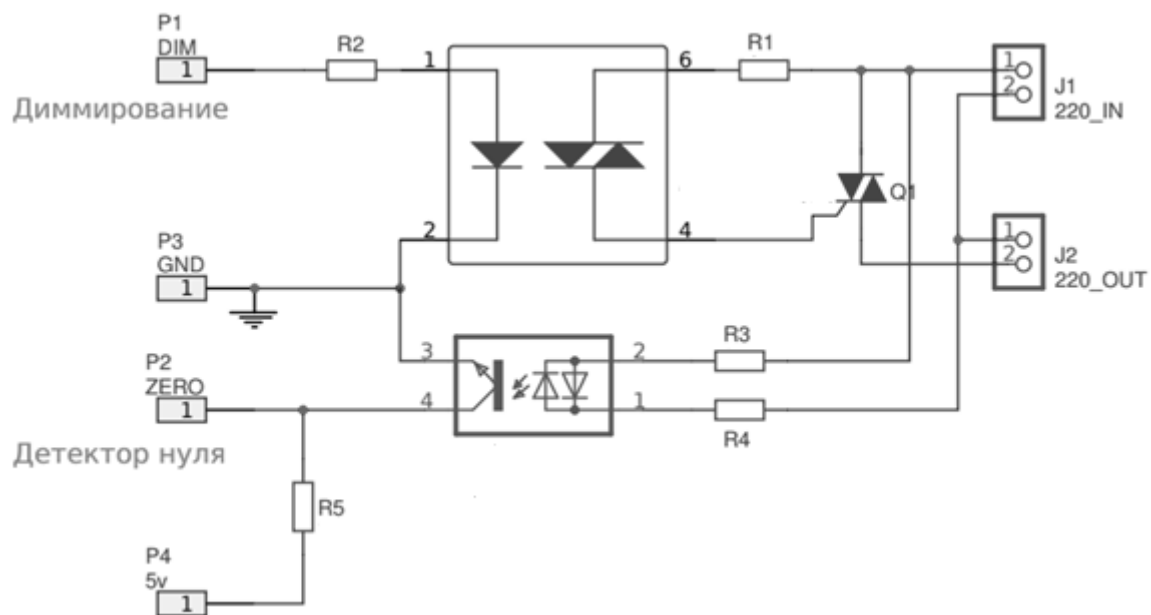 P1
DIM
1
R2
1
6
R1
1
2
J1
220_IN
Диммирование
Q1
P3
GND
1
2
4
1
2
J2
220_OUT
P2
ZERO
1
3
4
2
1
R3
R4
Детектор нуля
R5
P4
5v
1